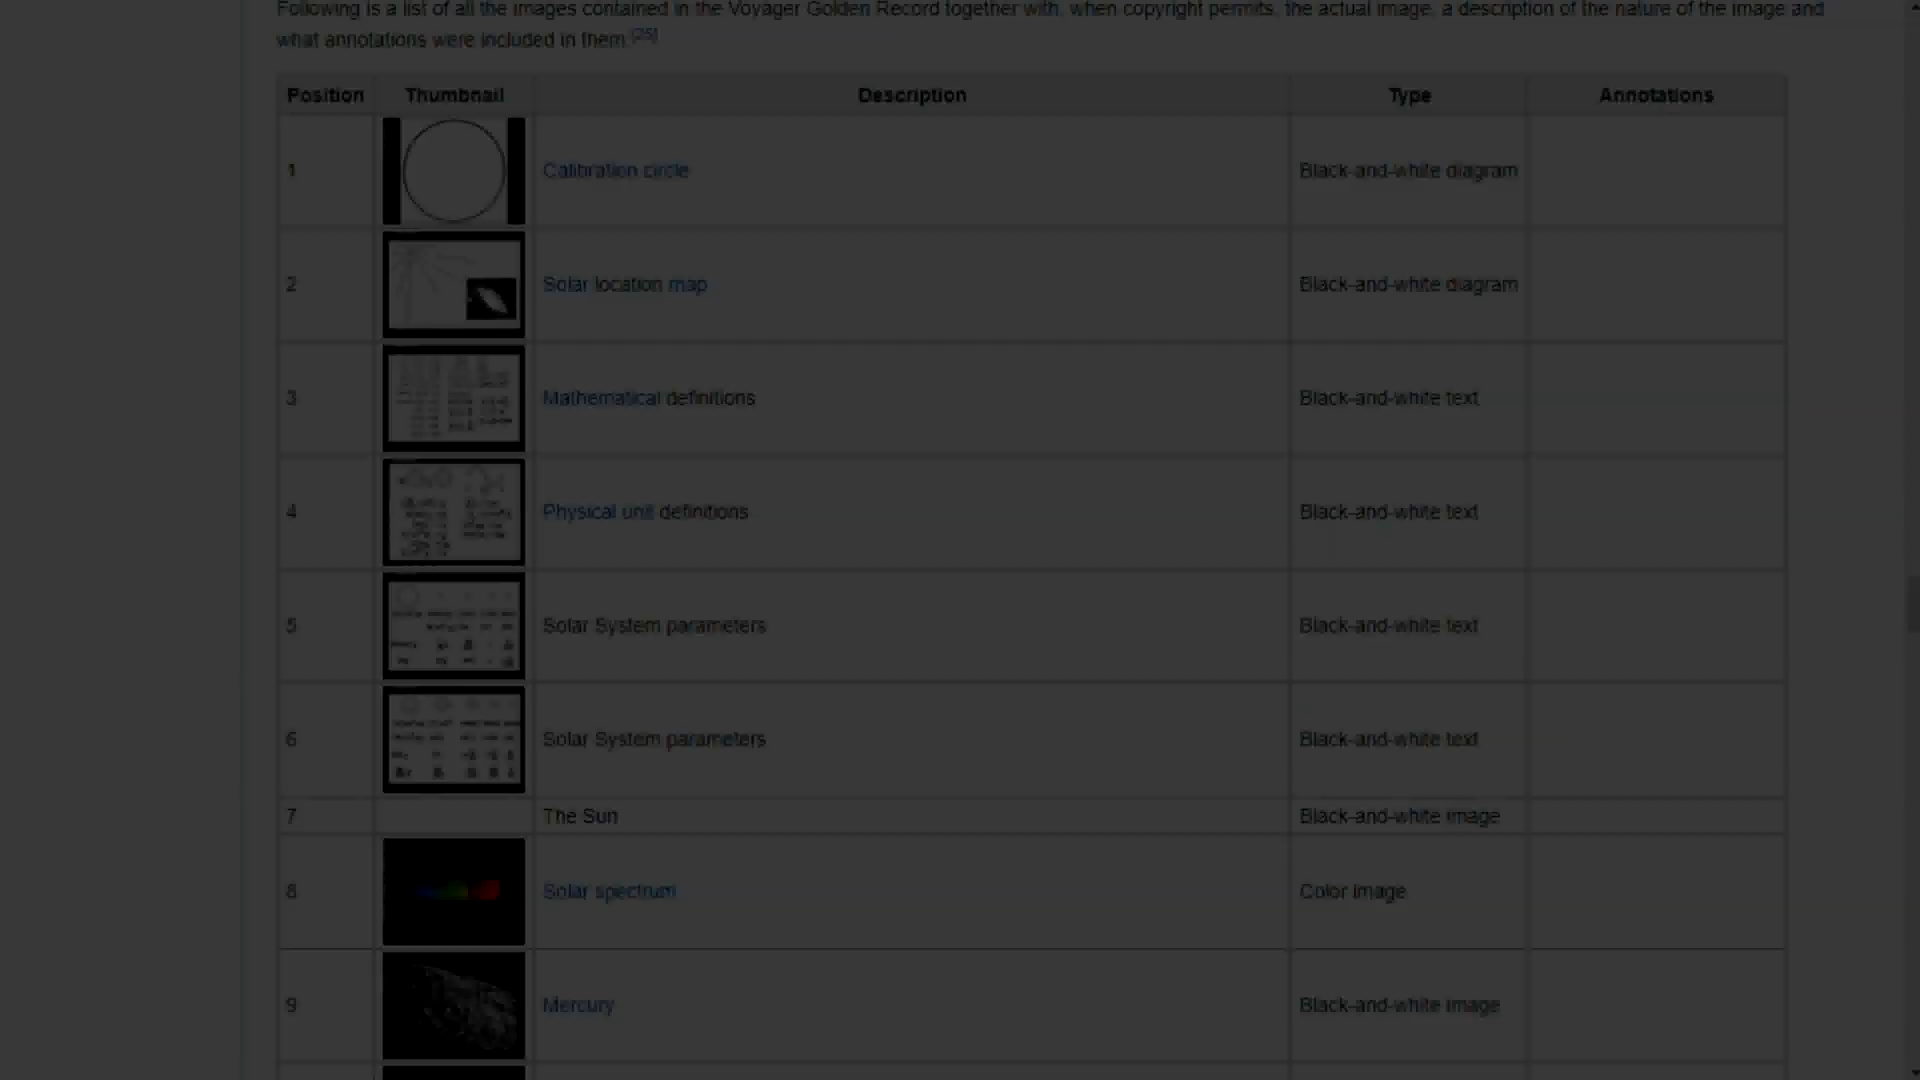 Following is a list of all the images contained in the Voyager Golden Record together with, when copyright permits, the actual image, a description of the nature of the image and
what annotations were included in them.[25]
Position Thumbnail Description Type Annotations
1 Calibration circle Black-and-white diagram
2 Solar location map Black-and-white diagram
3 Mathematical definitions Black-and-white text
4 Physical unit definitions Black-and-white text
5 Solar System parameters Black-and-white text
6 Solar System parameters Black-and-white text
7 The Sun Black-and-white image
8 Solar spectrum Color image
9 Mercury Black-and-white image